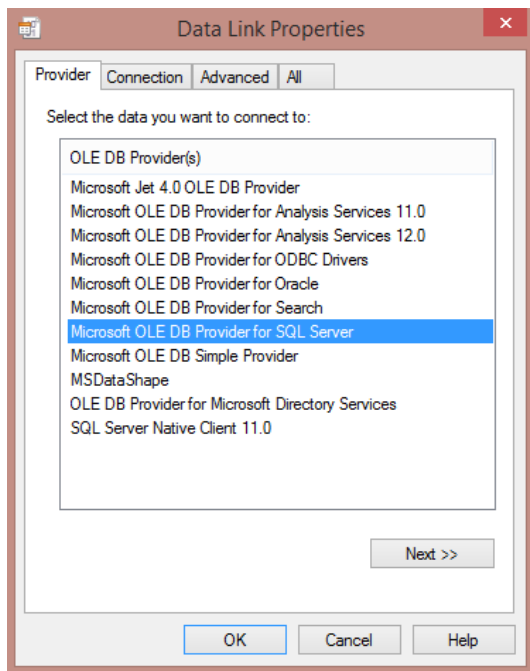 Data Link Properties
Provider Connection Advanced All
Select the data you want to connect to:
OLE DB Provider(s)
Microsoft Jet 4.0 OLE DB Provider
Microsoft OLE DB Provider for Analysis Services 11.0
Microsoft OLE DB Provider for Analysis Services 12.0
Microsoft OLE DB Provider for ODBC Drivers
Microsoft OLE DB Provider for Oracle
Microsoft OLE DB Provider for Search
Microsoft OLE DB Provider for SQL Server
Microsoft OLE DB Simple Provider
MSDataShape
OLE DB Provider for Microsoft Directory Services
SQL Server Native Client 11.0
Next >>
OK Cancel Help